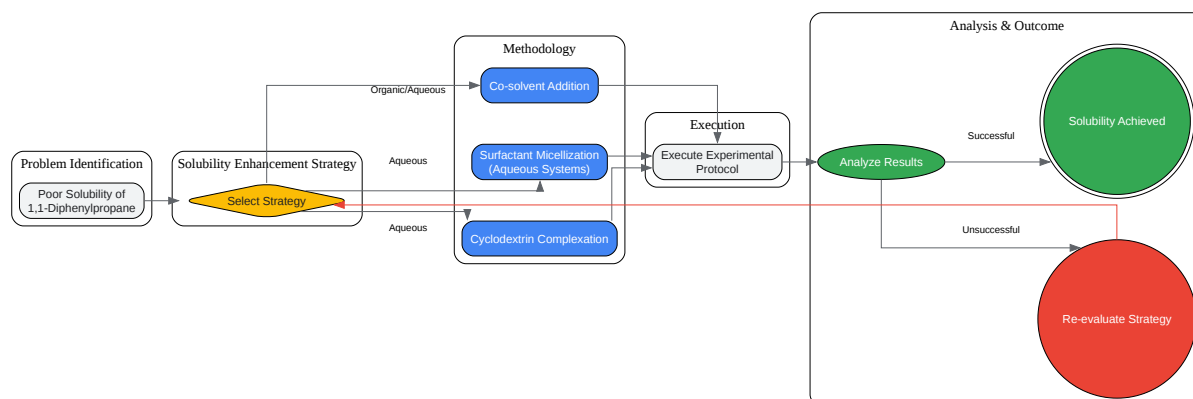 Problem Identification
Poor Solubility of
1,1-Diphenylpropane
Solubility Enhancement Strategy
Select Strategy
Organic/Aqueous
Aqueous
Aqueous
Methodology
Co-solvent Addition
Surfactant Micellization
(Aqueous Systems)
Cyclodextrin Complexation
Execution
Execute Experimental
Protocol
Analysis & Outcome
Analyze Results
Successful
Unsuccessful
Solubility Achieved
Re-evaluate Strategy